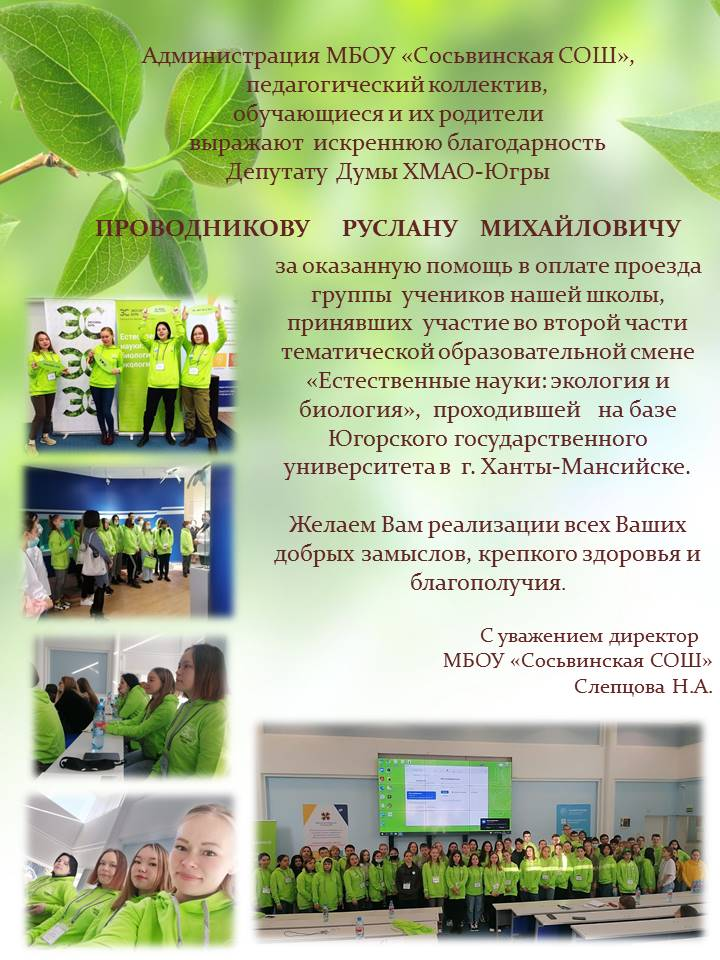 Администрация МБОУ «Сосьвинская СОШ»,
педагогический коллектив,
обучающиеся и их родители
выражают искреннюю благодарность
Депутату Думы ХМАО-Югры
ПРОВОДНИКОВУ РУСЛАНУ МИХАЙЛОВИЧУ
за оказанную помощь в оплате проезда
группы учеников нашей школы,
принявших участие во второй части
тематической образовательной смене
«Естественные науки: экология и
биология», проходившей на базе
Югорского государственного
университета в г. Ханты-Мансийске.
Желаем Вам реализации всех Ваших
добрых замыслов, крепкого здоровья и
благополучия.
С уважением директор
МБОУ «Сосьвинская СОШ»
Слепцова Н.А.